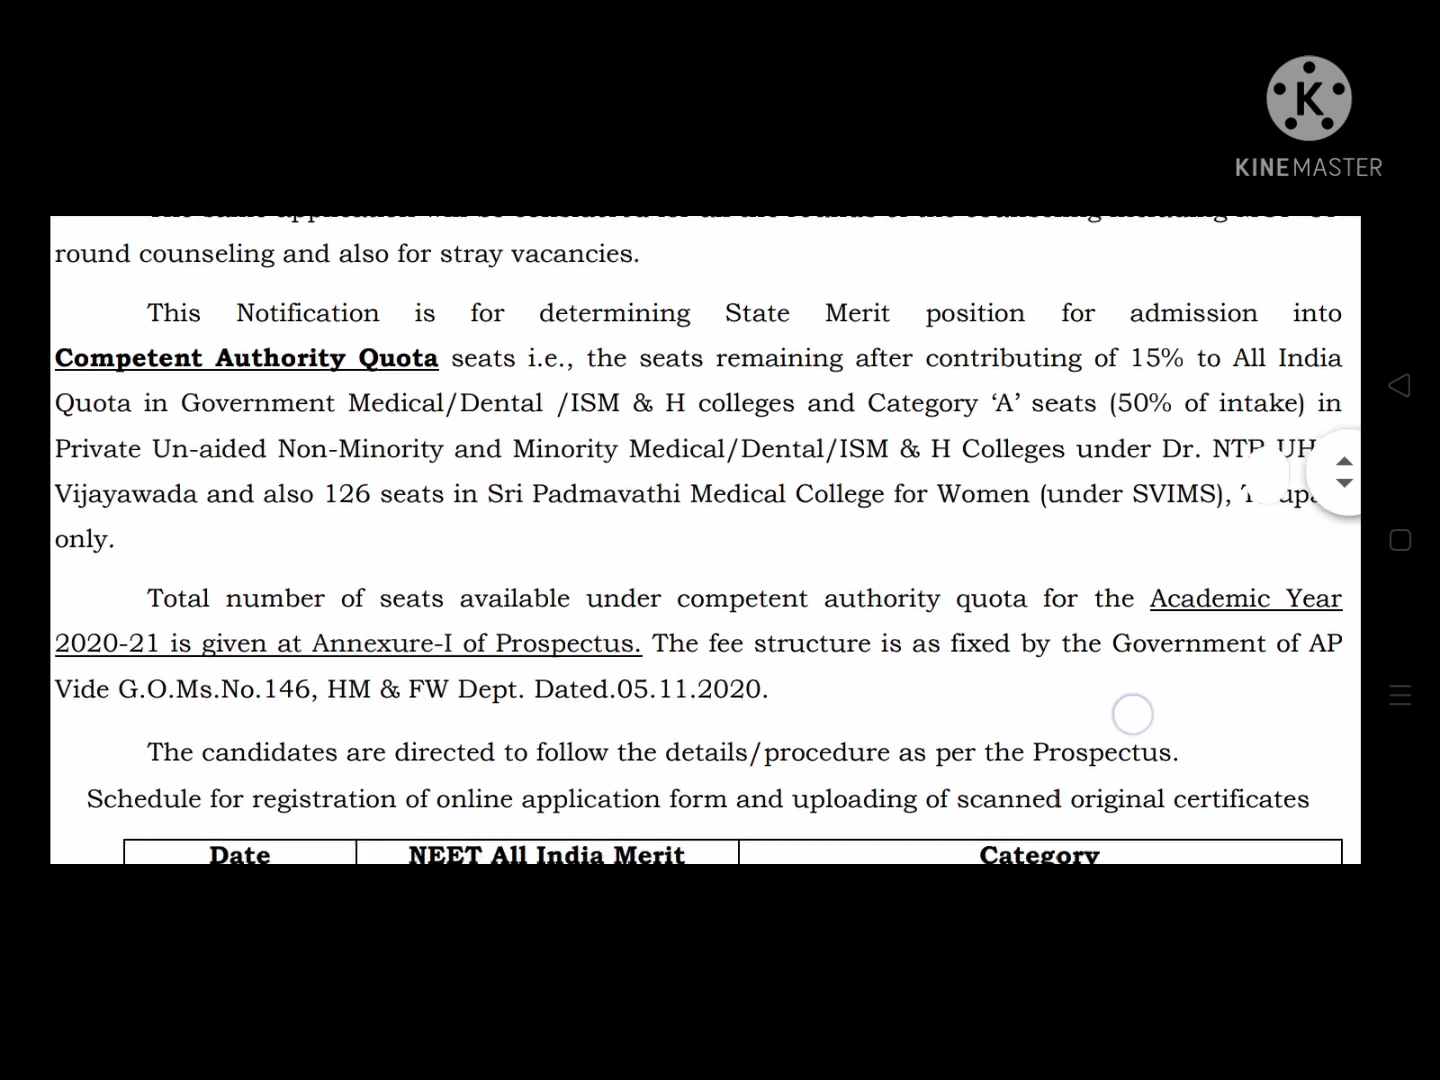 KINEMASTER
round counseling and also for stray vacancies.
This Notification is for determining State Merit position for admission into
Competent Authority Quota seats i.e., the seats remaining after contributing of 15% to All India
Quota in Government Medical/Dental /ISM & H colleges and Category ‘A’ seats (50% of intake) in
Private Un-aided Non-Minority and Minority Medical/Dental/ISM & H Colleges under Dr.
Vijayawada and also 126 seats in Sri Padmavathi Medical College for Women (under SVIMS),
only.
Total number of seats available under competent authority quota for the Academic Year
2020-21 is given at Annexure-I of Prospectus. The fee structure is as fixed by the Government of AP
Vide G.O.Ms.No.146, HM & FW Dept. Dated.05.11.2020.
The candidates are directed to follow the details/procedure as per the Prospectus.
Schedule for registration of online application form and uploading of scanned original certificates
Date NEET All India Merit Category